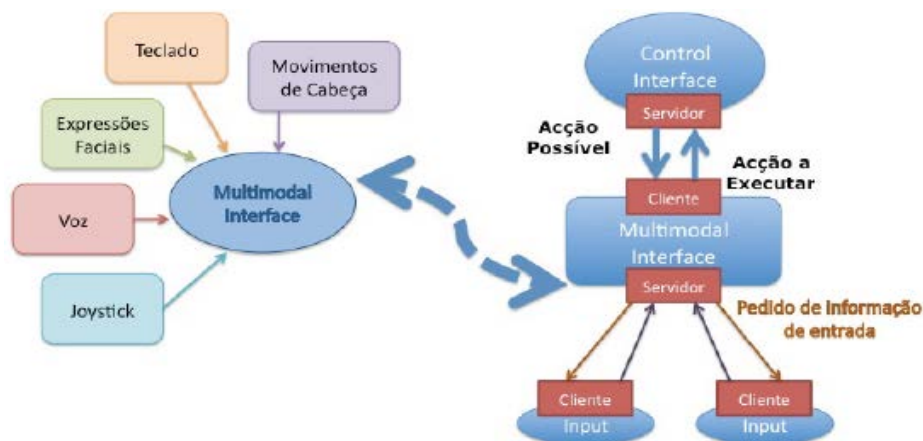 Teclado
Movimentos
de Cabeça
Expressões
Faciais
Voz
Joystick
Multimodal
Interface
Control
Interface
Servidor
Acção
Possível
Acção a
Executar
Cliente
Multimodal
Interface
Servidor
Pedido de informação
de entrada
Cliente
Input
Cliente
Input